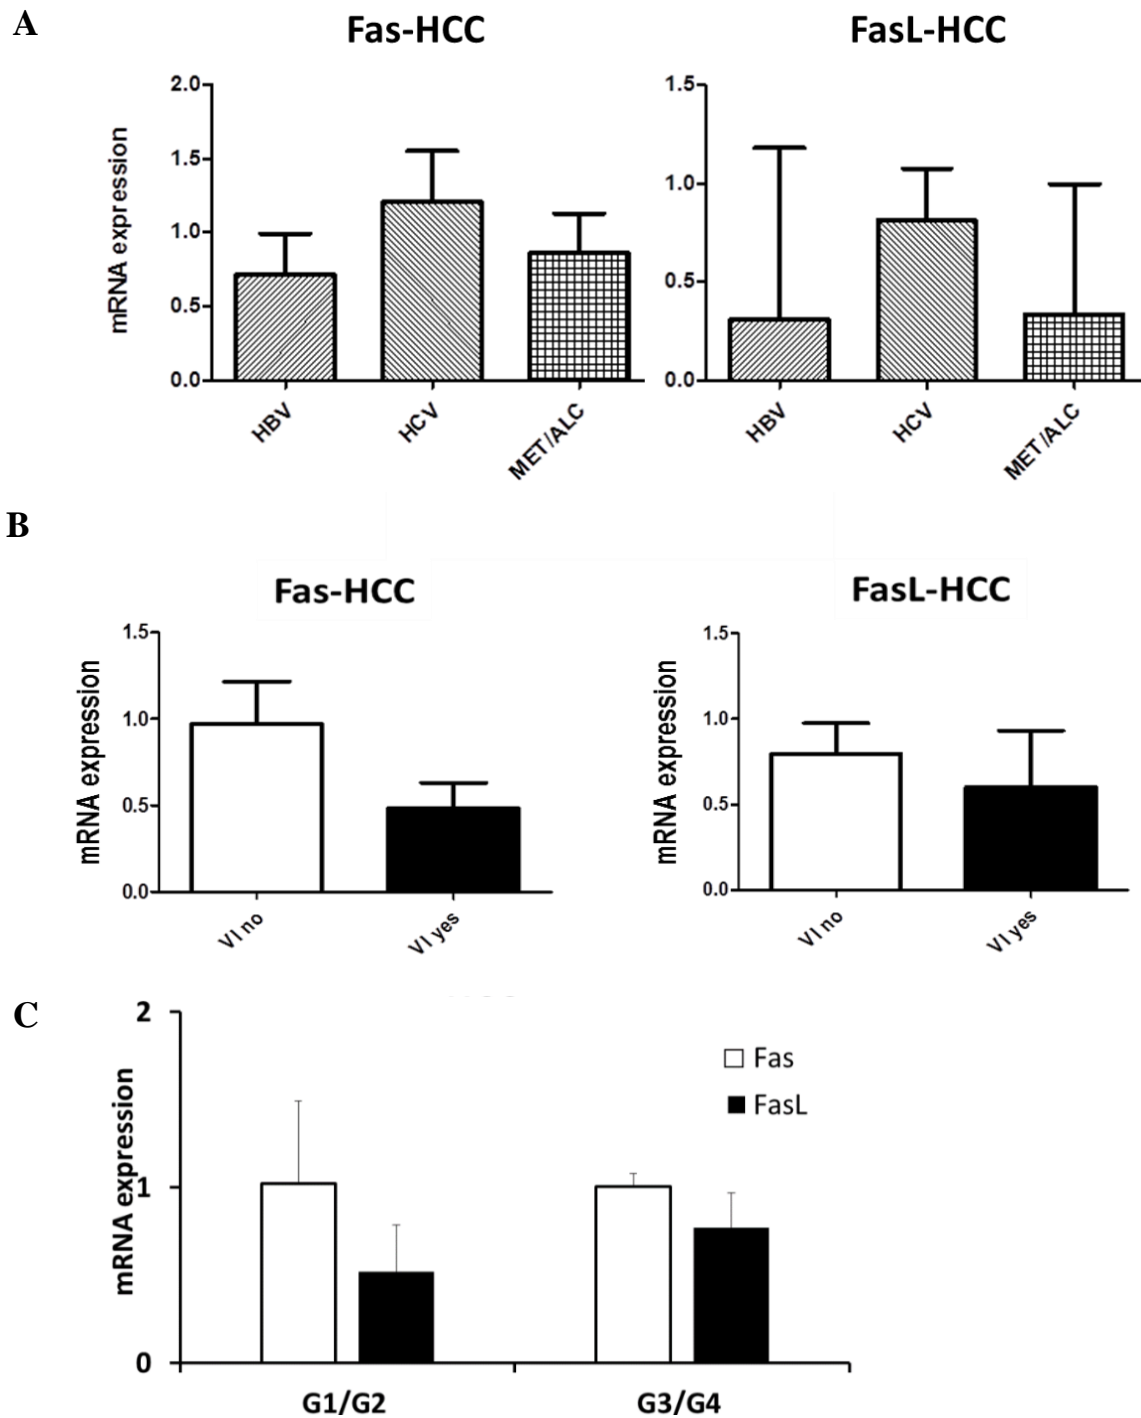 A
Fas-HCC
FasL-HCC
mRNA expression
2.0
1.5
1.0
0.5
0.0
HBV
HCV
MET/ALC
1.5
1.0
0.5
0.0
HBV
HCV
MET/ALC
B
Fas-HCC
FasL-HCC
mRNA expression
1.5
1.0
0.5
0.0
VI no
VI yes
mRNA expression
1.5
1.0
0.5
0.0
VI no
VI yes
C
mRNA expression
2
1
0
Fas
FasL
G1/G2
G3/G4